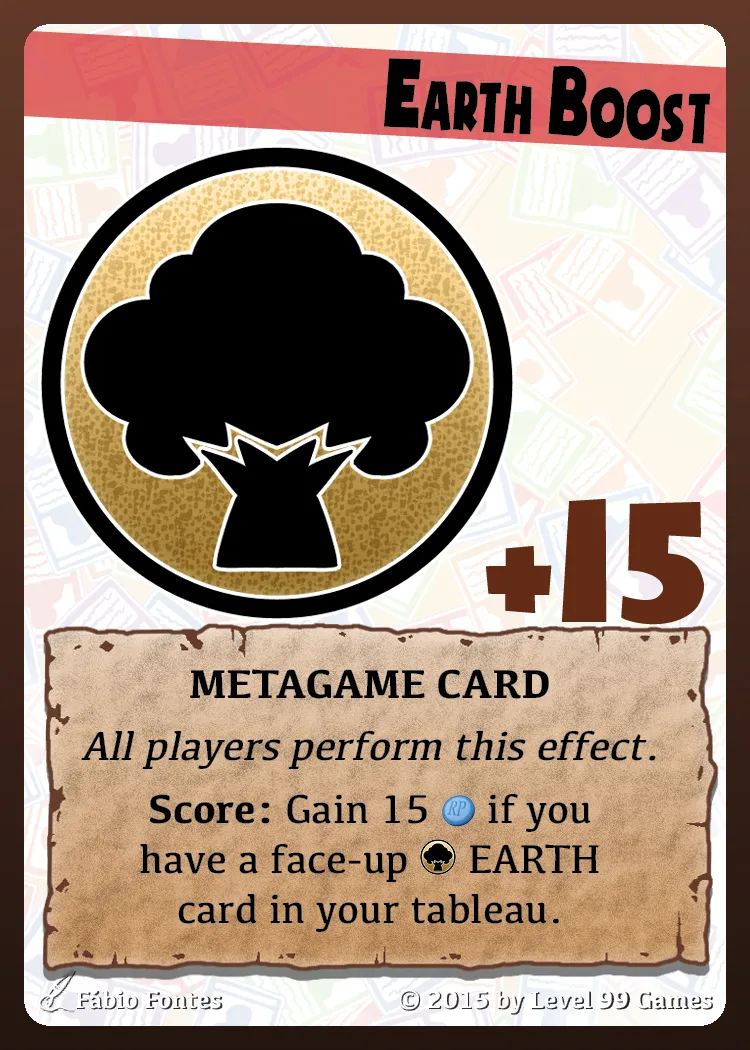 Earth Boost
+15
METAGAME CARD
All players perform this effect.
Score: Gain 15 RP if you
have a face-up EARTH
card in your tableau.
Fábio Fontes
© 2015 by Level 99 Games